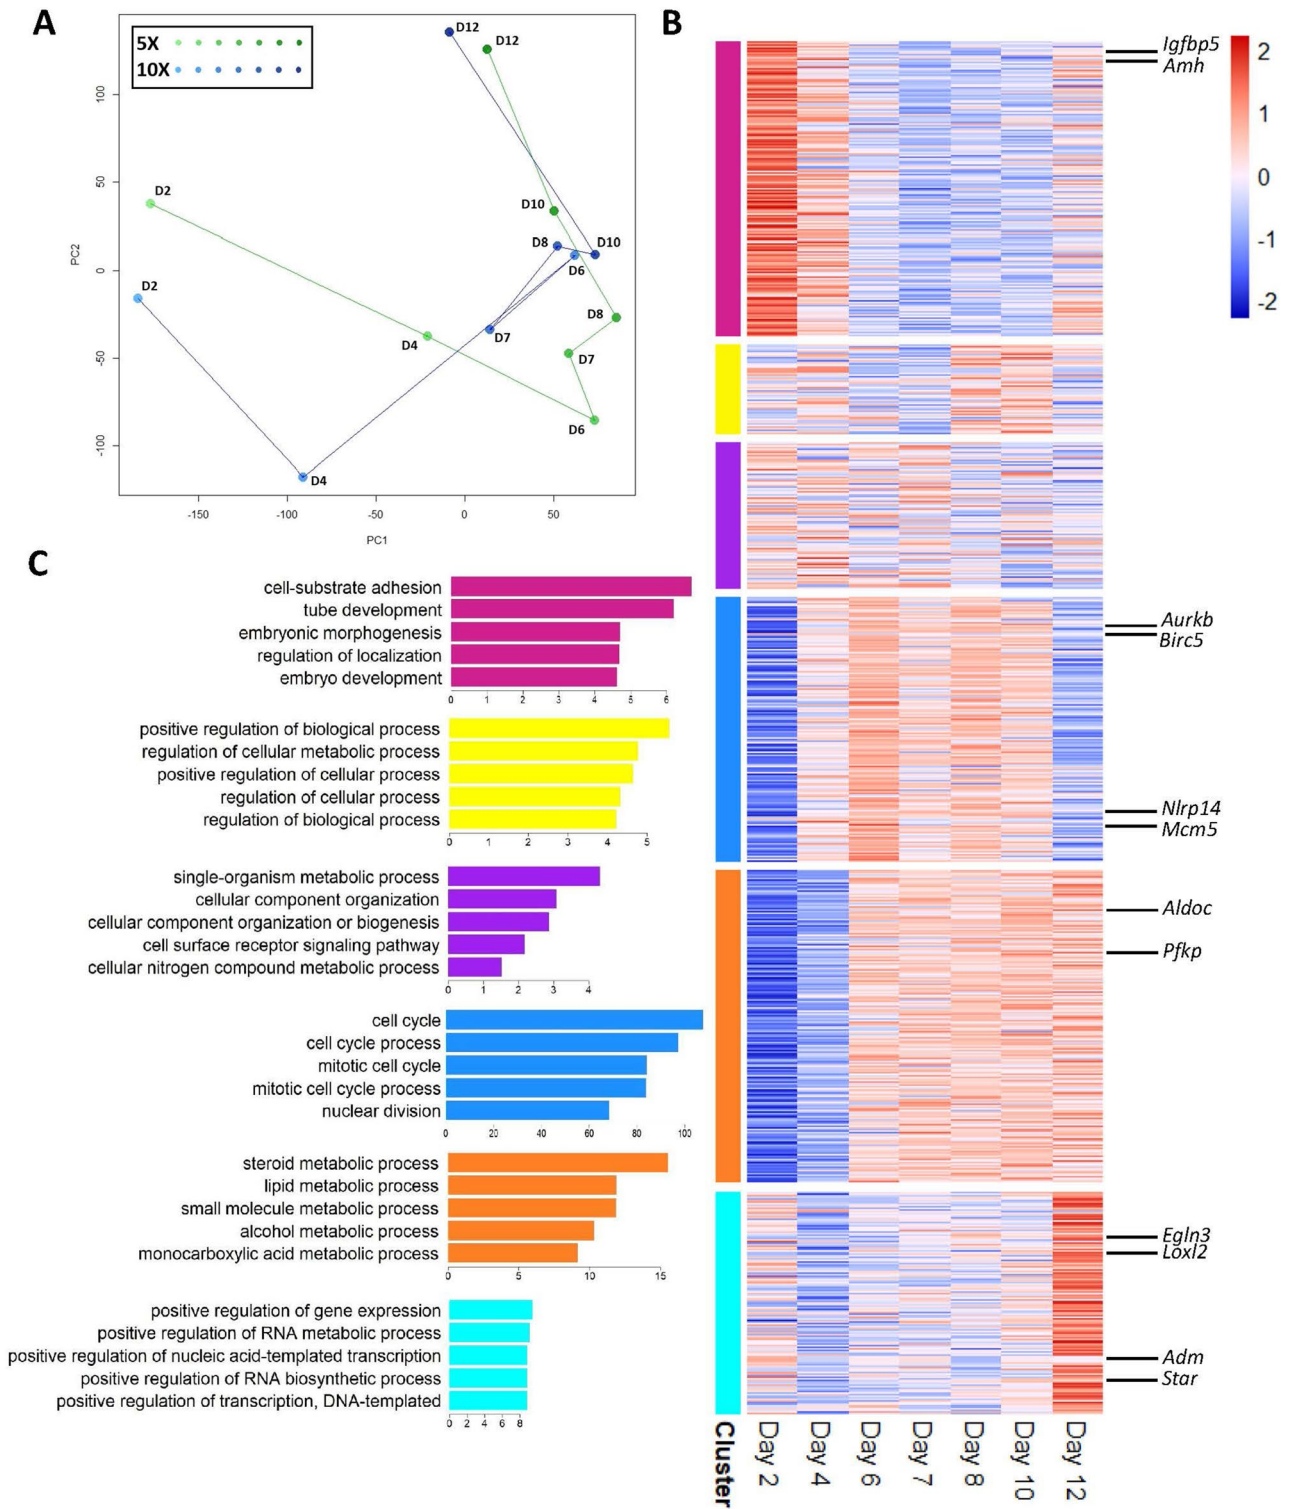 A
5X
10X
D12
D12
D2
D10
D8
D10
D6
D2
D8
D7
D4
D7
D6
D4
PC2
100
50
0
-50
-100
-150
-100
-50
0
50
PC1
B
Igfbp5
Amh
Aurkb
Birc5
Nlrp14
Mcm5
Aldoc
Pfkp
Egln3
Loxl2
Adm
Star
2
1
0
-1
-2
Cluster
Day 2
Day 4
Day 6
Day 7
Day 8
Day 10
Day 12
C
cell-substrate adhesion
tube development
embryonic morphogenesis
regulation of localization
embryo development
0 1 2 3 4 5 6
positive regulation of biological process
regulation of cellular metabolic process
positive regulation of cellular process
regulation of cellular process
regulation of biological process
0 1 2 3 4 5
single-organism metabolic process
cellular component organization
cellular component organization or biogenesis
cell surface receptor signaling pathway
cellular nitrogen compound metabolic process
0 1 2 3 4
cell cycle
cell cycle process
mitotic cell cycle
mitotic cell cycle process
nuclear division
0 20 40 60 80 100
steroid metabolic process
lipid metabolic process
small molecule metabolic process
alcohol metabolic process
monocarboxylic acid metabolic process
0 5 10 15
positive regulation of gene expression
positive regulation of RNA metabolic process
positive regulation of nucleic acid-templated transcription
positive regulation of RNA biosynthetic process
positive regulation of transcription, DNA-templated
0 2 4 6 8